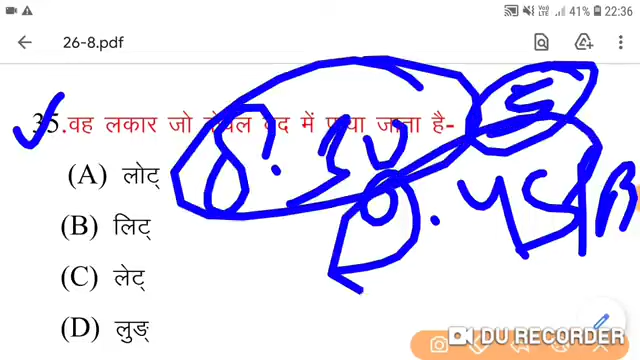 41% 22:36
26-8.pdf
35.वह लकार जो केवल वेद में पाया जाता है-
(A) लोट्
(B) लिट्
(C) लेट्
(D) लुङ्
DU RECORDER